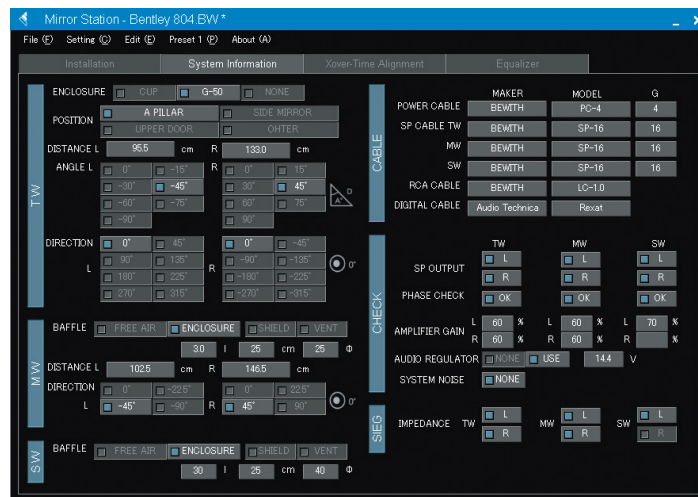 Mirror Station - Bentley 804.BW *
_ X
File (F) Setting (C) Edit (E) Preset 1 (P) About (A)
Installation System Information Xover-Time Alignment Equalizer
TW
ENCLOSURE CUP G-50 NONE
POSITION A PILLAR SIDE MIRROR
UPPER DOOR OHTER
DISTANCE L 95.5 cm R 133.0 cm
ANGLE L 0° -15° R 0° 15°
-30° -45° 30° 45°
-60° -75° 60° 75°
-90° 90°
A° D
DIRECTION 0° 45° 0° -45°
L 90° 135° R -90° -135° 0°
180° 225° -180° -225°
270° 315° -270° -315°
MW
BAFFLE FREE AIR ENCLOSURE SHIELD VENT
3.0 l 25 cm 25 Φ
DISTANCE L 102.5 cm R 146.5 cm
DIRECTION 0° -22.5° 0° 22.5°
L -45° -90° R 45° 90° 0°
SW
BAFFLE FREE AIR ENCLOSURE SHIELD VENT
30 l 25 cm 40 Φ
CABLE
MAKER MODEL G
POWER CABLE BEWITH PC-4 4
SP CABLE TW BEWITH SP-16 16
MW BEWITH SP-16 16
SW BEWITH SP-16 16
RCA CABLE BEWITH LC-1.0
DIGITAL CABLE Audio Technica Rexat
CHECK
TW MW SW
SP OUTPUT L L L
R R R
PHASE CHECK OK OK OK
AMPLIFIER GAIN L 60 % L 60 % L 70 %
R 60 % R 60 % R
AUDIO REGULATOR NONE USE 14.4 V
SYSTEM NOISE NONE
SIEG
IMPEDANCE TW L MW L SW L
R R R